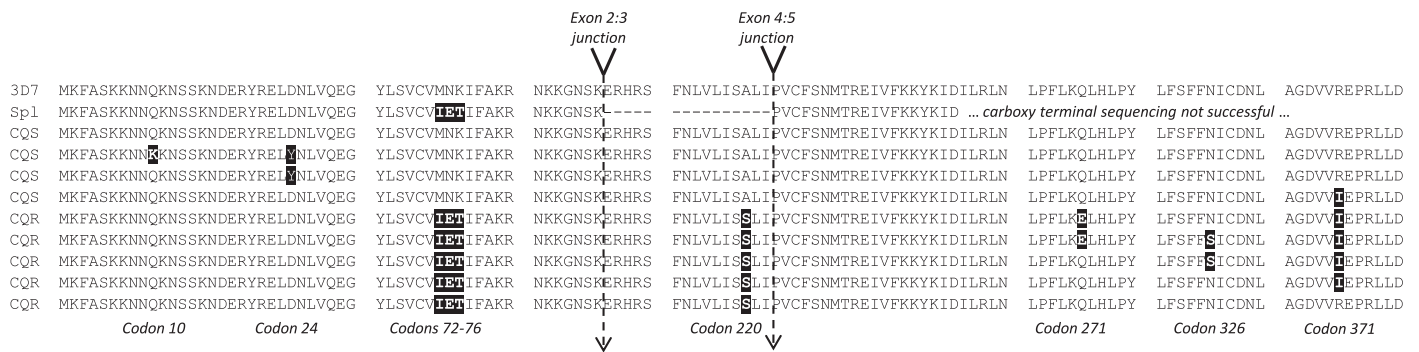 Exon 2:3 Exon 4:5
junction junction
3D7 MKFASKKNNQKNSSKNDERYRELDNLVQEG YLSVCVMNKIFAKR NKKGNSKERHRS FNLVLISALIPVCFSNMTREIVFKKYKIDILRLN LPFLKQLHLPY LFSFFNICDNL AGDVVREPRLLD
Spl MKFASKKNNQKNSSKNDERYRELDNLVQEG YLSVCVIETIFAKR NKKGNSK----- ----------PVCFSNMTREIVFKKYKID ... carboxy terminal sequencing not successful ...
CQS MKFASKKNNQKNSSKNDERYRELDNLVQEG YLSVCVMNKIFAKR NKKGNSKERHRS FNLVLISALIPVCFSNMTREIVFKKYKIDILRLN LPFLKQLHLPY LFSFFNICDNL AGDVVREPRLLD
CQS MKFASKKNNKKNSSKNDERYRELYNLVQEG YLSVCVMNKIFAKR NKKGNSKERHRS FNLVLISALIPVCFSNMTREIVFKKYKIDILRLN LPFLKQLHLPY LFSFFNICDNL AGDVVREPRLLD
CQS MKFASKKNNQKNSSKNDERYRELYNLVQEG YLSVCVMNKIFAKR NKKGNSKERHRS FNLVLISALIPVCFSNMTREIVFKKYKIDILRLN LPFLKQLHLPY LFSFFNICDNL AGDVVREPRLLD
CQS MKFASKKNNQKNSSKNDERYRELDNLVQEG YLSVCVMNKIFAKR NKKGNSKERHRS FNLVLISALIPVCFSNMTREIVFKKYKIDILRLN LPFLKQLHLPY LFSFFNICDNL AGDVVIEPRLLD
CQR MKFASKKNNQKNSSKNDERYRELDNLVQEG YLSVCVIETIFAKR NKKGNSKERHRS FNLVLISSLIPVCFSNMTREIVFKKYKIDILRLN LPFLKELHLPY LFSFFNICDNL AGDVVIEPRLLD
CQR MKFASKKNNQKNSSKNDERYRELDNLVQEG YLSVCVIETIFAKR NKKGNSKERHRS FNLVLISSLIPVCFSNMTREIVFKKYKIDILRLN LPFLKELHLPY LFSFFSICDNL AGDVVIEPRLLD
CQR MKFASKKNNQKNSSKNDERYRELDNLVQEG YLSVCVIETIFAKR NKKGNSKERHRS FNLVLISSLIPVCFSNMTREIVFKKYKIDILRLN LPFLKQLHLPY LFSFFSICDNL AGDVVIEPRLLD
CQR MKFASKKNNQKNSSKNDERYRELDNLVQEG YLSVCVIETIFAKR NKKGNSKERHRS FNLVLISSLIPVCFSNMTREIVFKKYKIDILRLN LPFLKQLHLPY LFSFFNICDNL AGDVVIEPRLLD
CQR MKFASKKNNQKNSSKNDERYRELDNLVQEG YLSVCVIETIFAKR NKKGNSKERHRS FNLVLISSLIPVCFSNMTREIVFKKYKIDILRLN LPFLKQLHLPY LFSFFNICDNL AGDVVREPRLLD
Codon 10 Codon 24 Codons 72-76 Codon 220 Codon 271 Codon 326 Codon 371